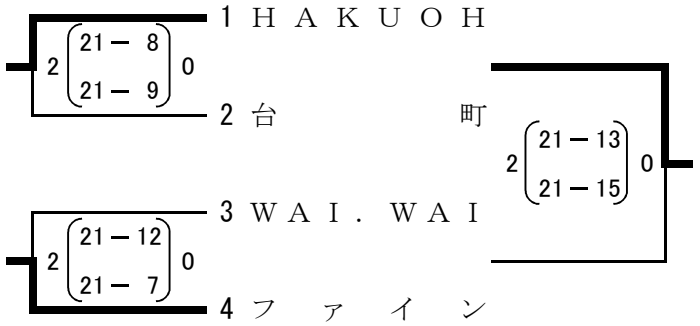 1 ＨＡＫＵＯＨ
2 ( 21 － 8 ) 0
21 － 9
2 台町
2 ( 21 － 13 ) 0
21 － 15
3 ＷＡＩ．ＷＡＩ
2 ( 21 － 12 ) 0
21 － 7
4 ファイン